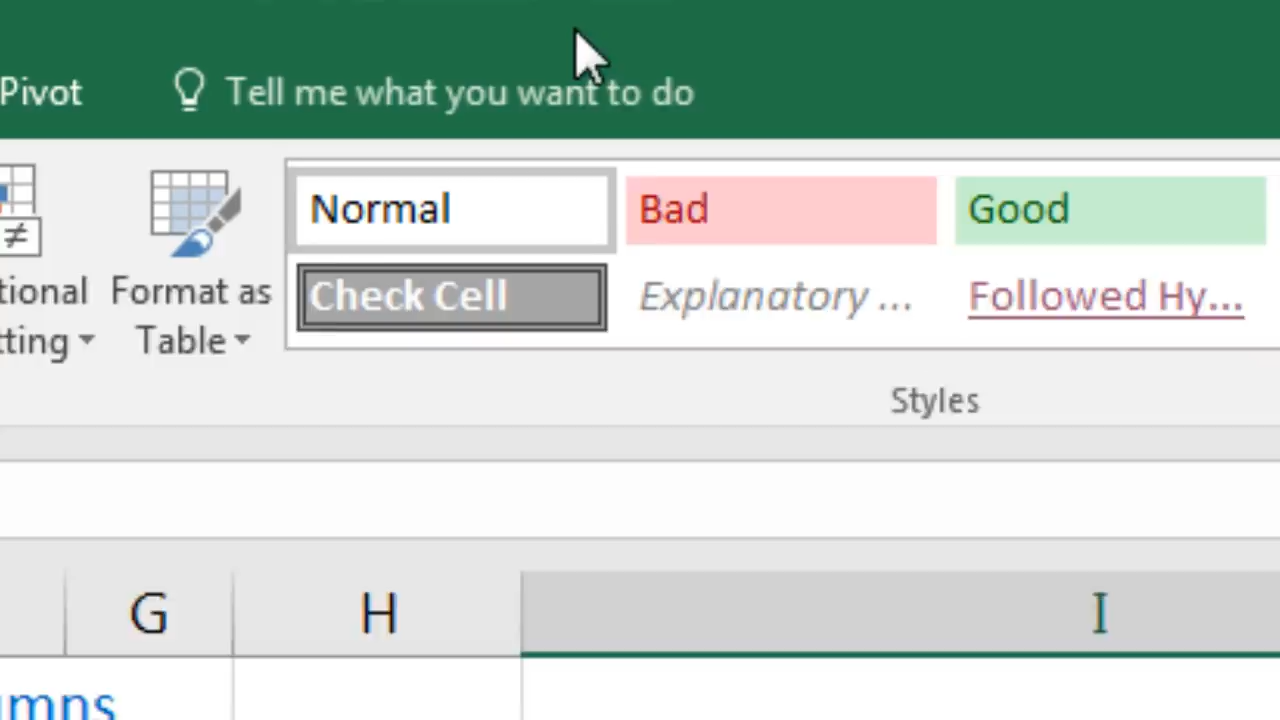 Pivot Tell me what you want to do
Normal Bad Good
≠
tional Format as Check Cell Explanatory ... Followed Hy...
tting Table
Styles
G H I
umns